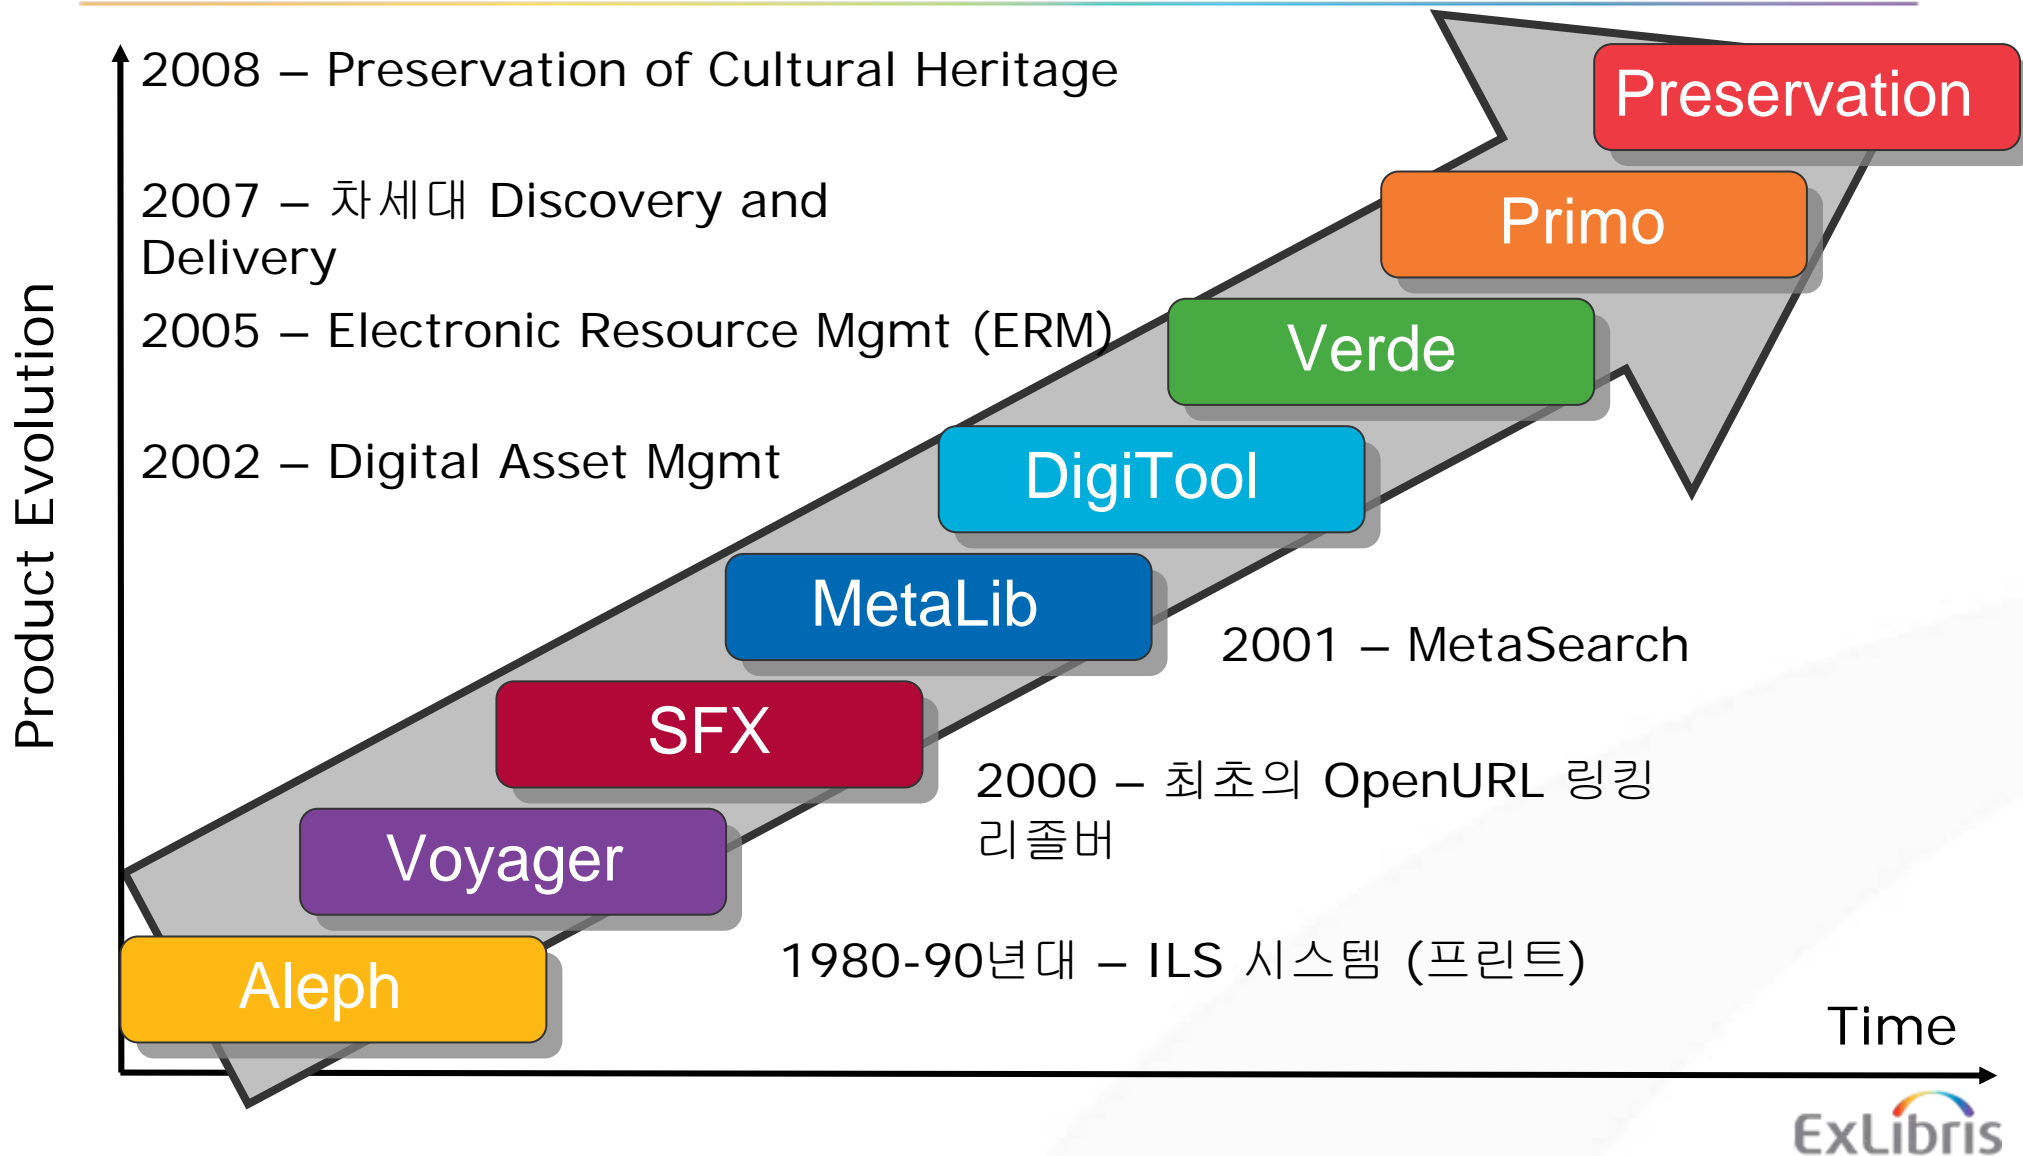 2008 – Preservation of Cultural Heritage
Preservation
2007 – 차세대 Discovery and
Delivery
Primo
2005 – Electronic Resource Mgmt (ERM)
Verde
2002 – Digital Asset Mgmt
DigiTool
Product Evolution
MetaLib
2001 – MetaSearch
SFX
2000 – 최초의 OpenURL 링킹
리졸버
Voyager
1980-90년대 – ILS 시스템 (프린트)
Aleph
Time
ExLibris